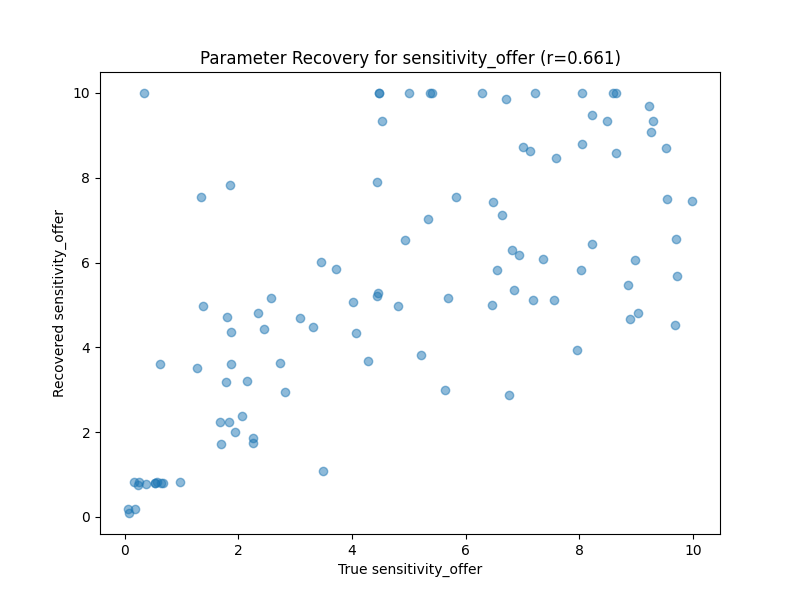 Parameter Recovery for sensitivity_offer (r=0.661)
10
8
6
4
2
0
Recovered sensitivity_offer
0 2 4 6 8 10
True sensitivity_offer